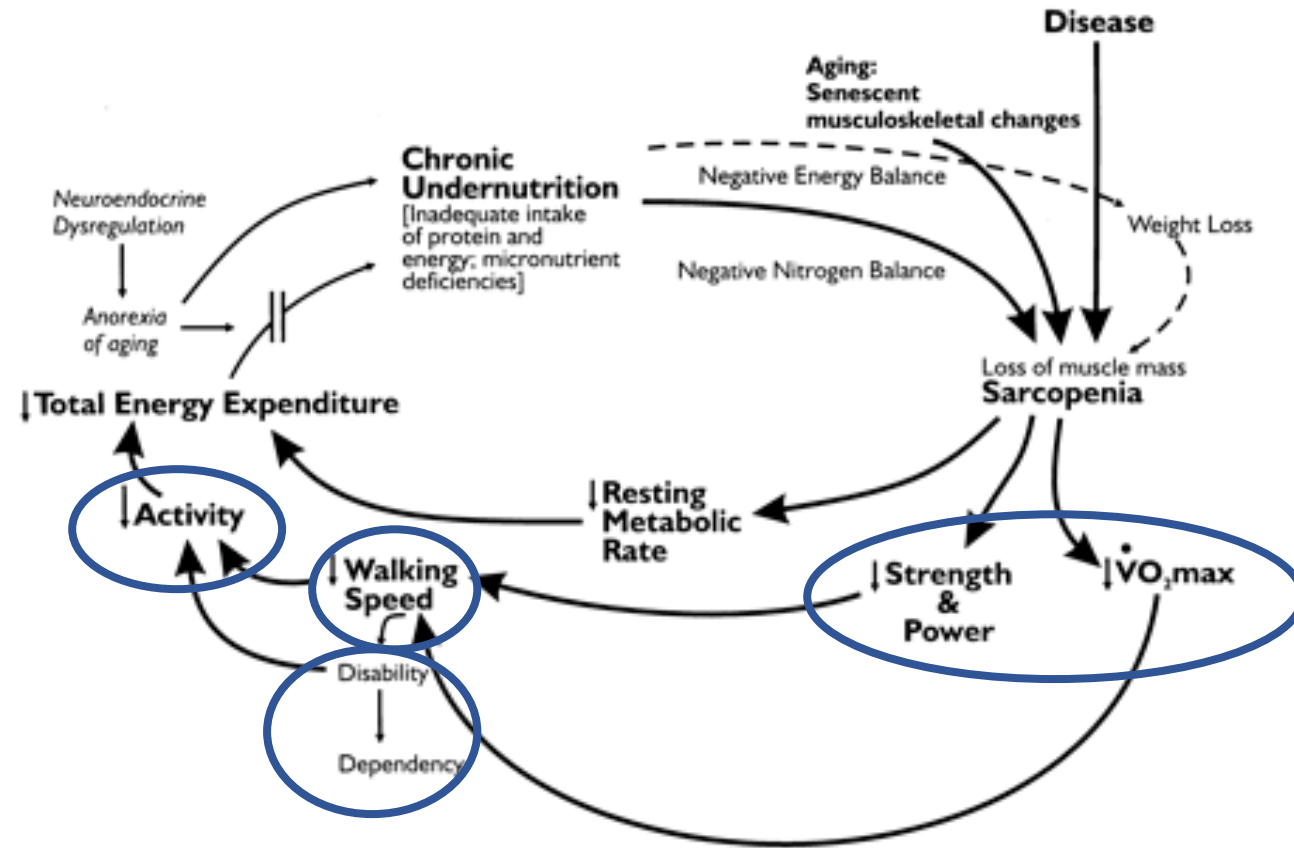 Disease
Aging:
Senescent
musculoskeletal changes
Chronic
Undernutrition
[Inadequate intake
of protein and
energy; micronutrient
deficiencies]
Negative Energy Balance
Neuroendocrine
Dysregulation
Weight Loss
Negative Nitrogen Balance
Anorexia
of aging
Loss of muscle mass
Sarcopenia
↓Total Energy Expenditure
↓Resting
Metabolic
Rate
↓Activity
↓Walking
Speed
↓Strength
&
Power
↓V̇O₂max
Disability
Dependency